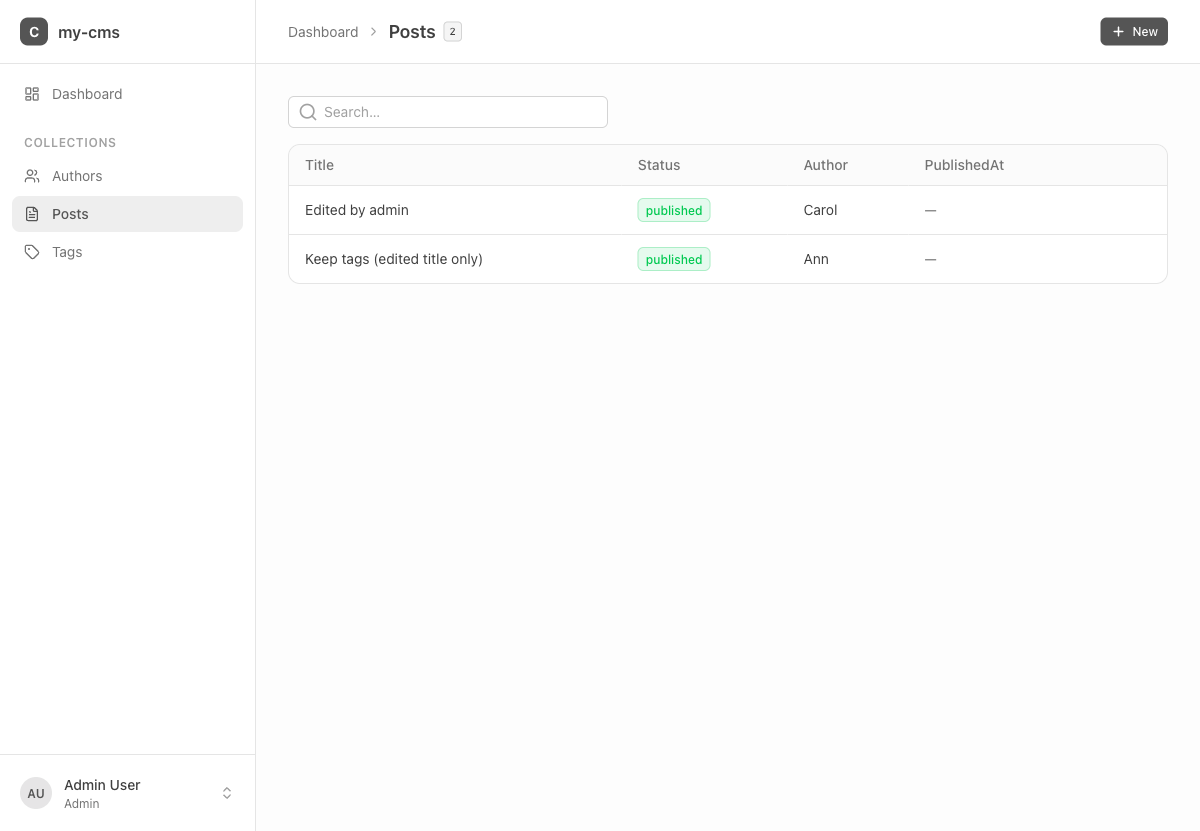 C my-cms
Dashboard
COLLECTIONS
Authors
Posts
Tags
AU Admin User
Admin
Dashboard > Posts 2
+ New
Search...
Title Status Author PublishedAt
Edited by admin published Carol —
Keep tags (edited title only) published Ann —